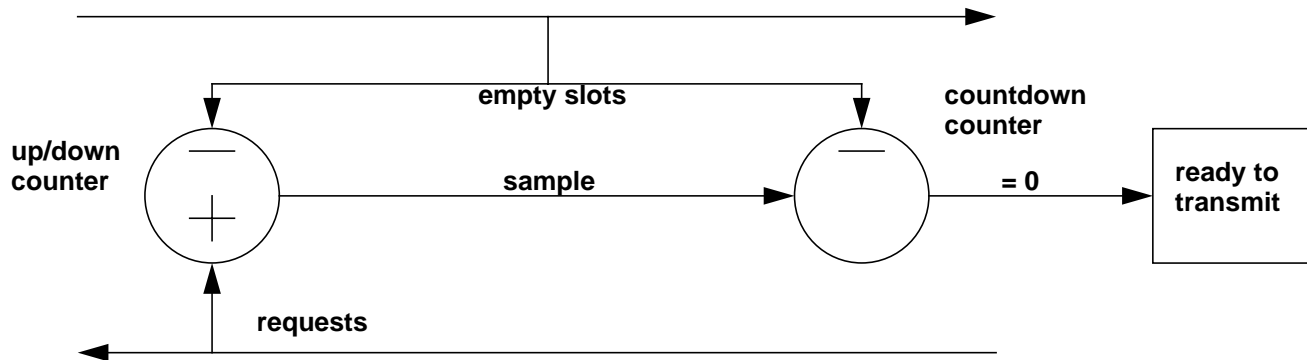 empty slots
countdown
counter
up/down
counter
sample
= 0
ready to
transmit
requests